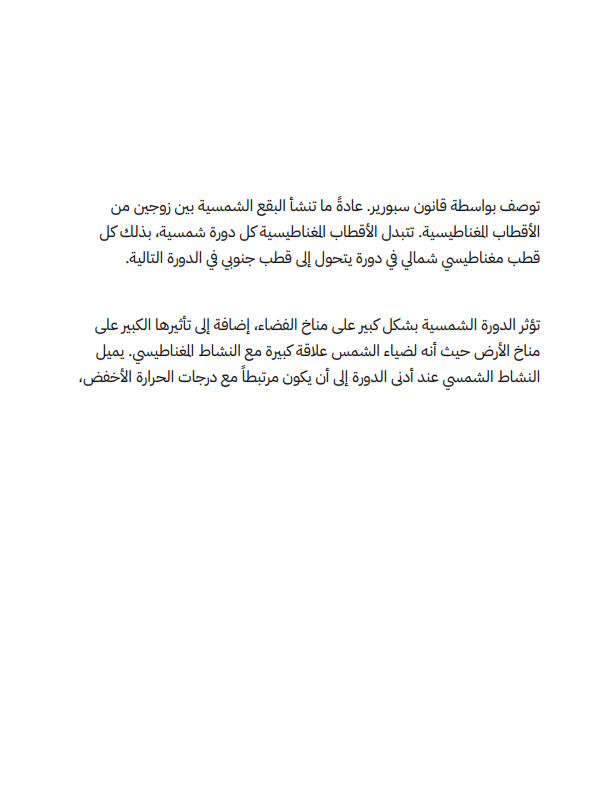 توصف بواسطة قانون سبورير. عادةً ما تنشأ البقع الشمسية بين زوجين من
الأقطاب المغناطيسية. تتبدل الأقطاب المغناطيسية كل دورة شمسية، بذلك كل
قطب مغناطيسي شمالي في دورة يتحول إلى قطب جنوبي في الدورة التالية.
تؤثر الدورة الشمسية بشكل كبير على مناخ الفضاء، إضافة إلى تأثيرها الكبير على
مناخ الأرض حيث أنه لضياء الشمس علاقة كبيرة مع النشاط المغناطيسي. يميل
النشاط الشمسي عند أدنى الدورة إلى أن يكون مرتبطاً مع درجات الحرارة الأخفض،